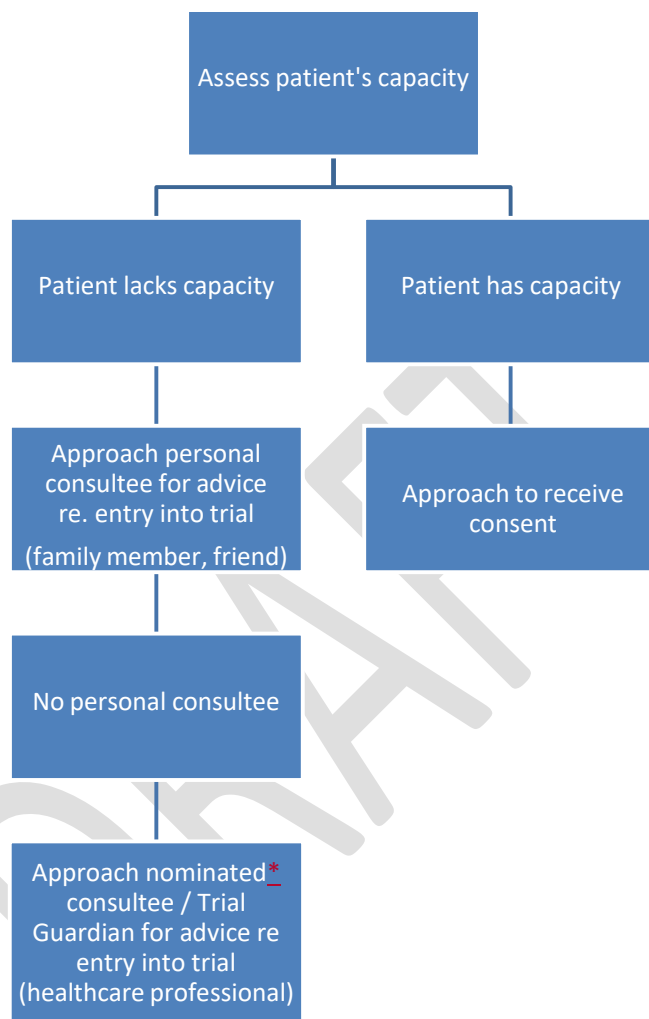 Assess patient's capacity
Patient lacks capacity
Patient has capacity
Approach personal
consultee for advice
re. entry into trial
(family member, friend)
Approach to receive
consent
No personal consultee
Approach nominated*
consultee / Trial
Guardian for advice re
entry into trial
(healthcare professional)
DRAFT